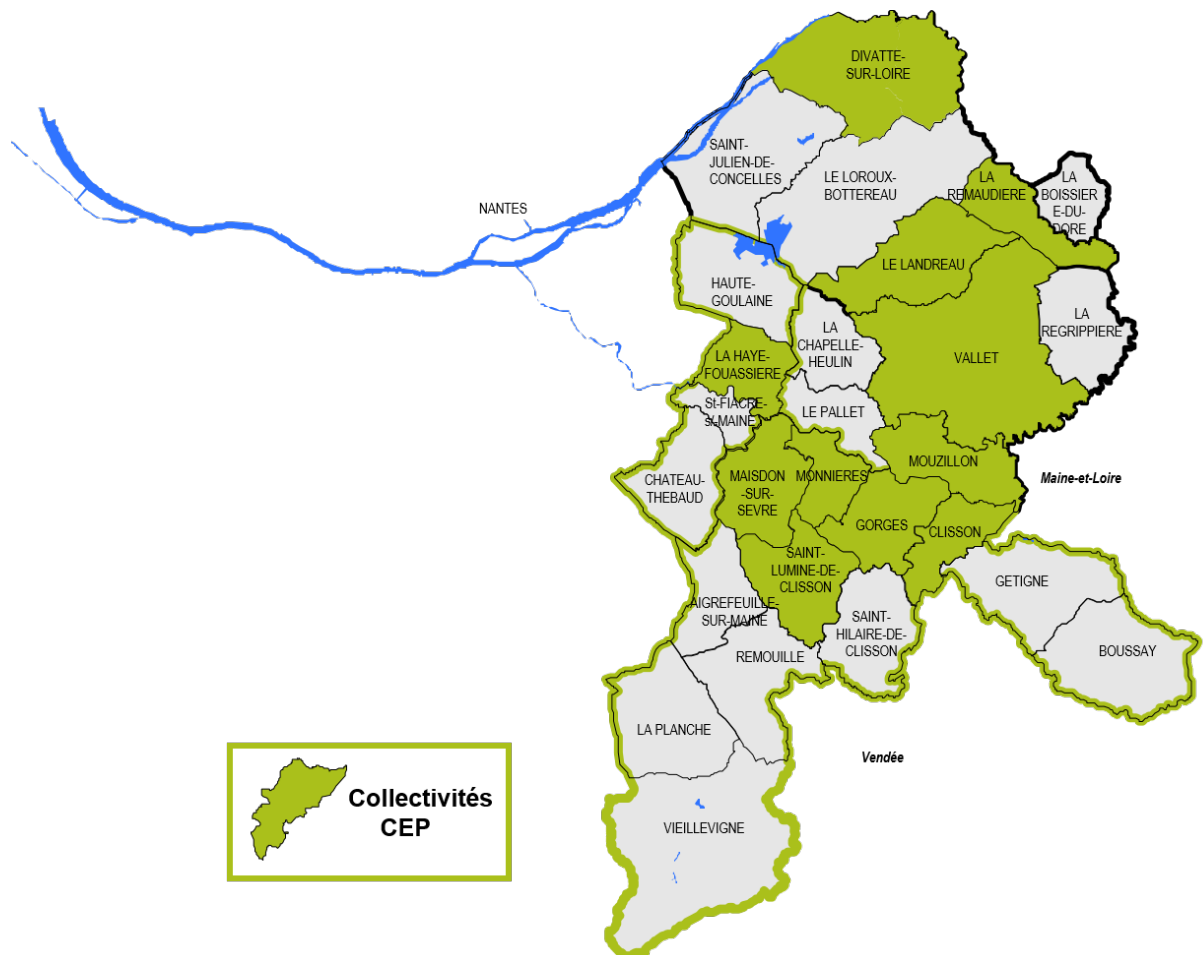 DIVATTE-
SUR-LOIRE
SAINT-
JULIEN-DE-
CONCELLES
LE LOROUX-
BOTTEREAU
LA
REMAUDIERE
LA
BOISSIER
E-DU-
DORE
NANTES
LE LANDREAU
HAUTE-
GOULAINE
LA
CHAPELLE-
HEULIN
LA
REGRIPPIERE
VALLET
LA HAYE-
FOUASSIERE
St-FIACRE-
s/-MAINE
LE PALLET
MOUZILLON
Maine-et-Loire
CHATEAU-
THEBAUD
MAISDON
-SUR-
SEVRE
MONNIERES
GORGES
CLISSON
SAINT-
LUMINE-DE-
CLISSON
GETIGNE
AIGREFEUILLE-
SUR-MAINE
SAINT-
HILAIRE-DE-
CLISSON
BOUSSAY
REMOUILLE
LA PLANCHE
Vendée
Collectivités
CEP
VIEILLEVIGNE